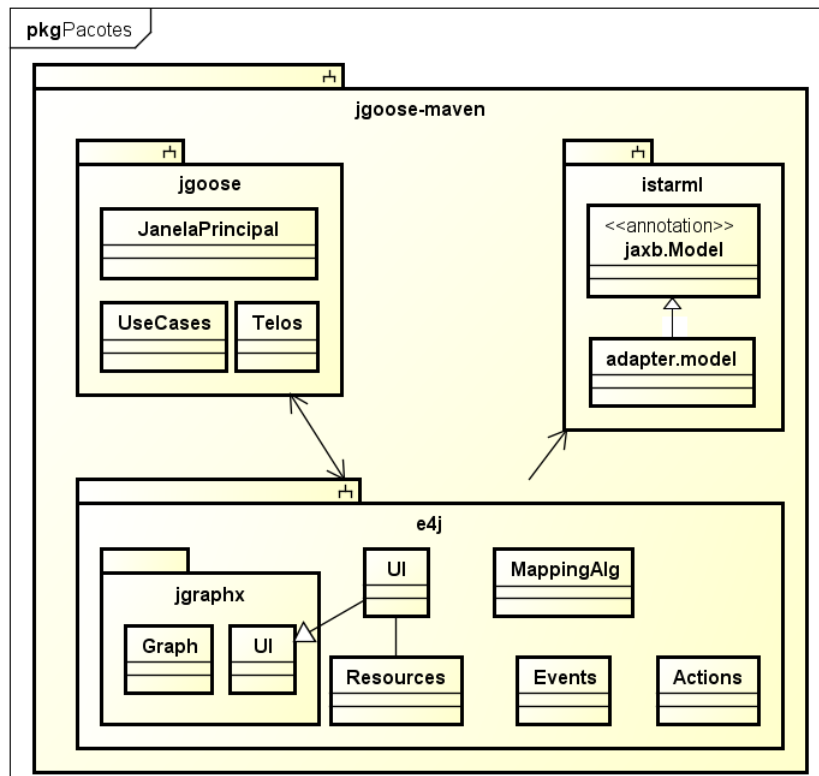 pkgPacotes
jgoose-maven
jgoose
JanelaPrincipal
UseCases
Telos
istarml
<<annotation>>
jaxb.Model
adapter.model
e4j
jgraphx
Graph
UI
UI
Resources
MappingAlg
Events
Actions